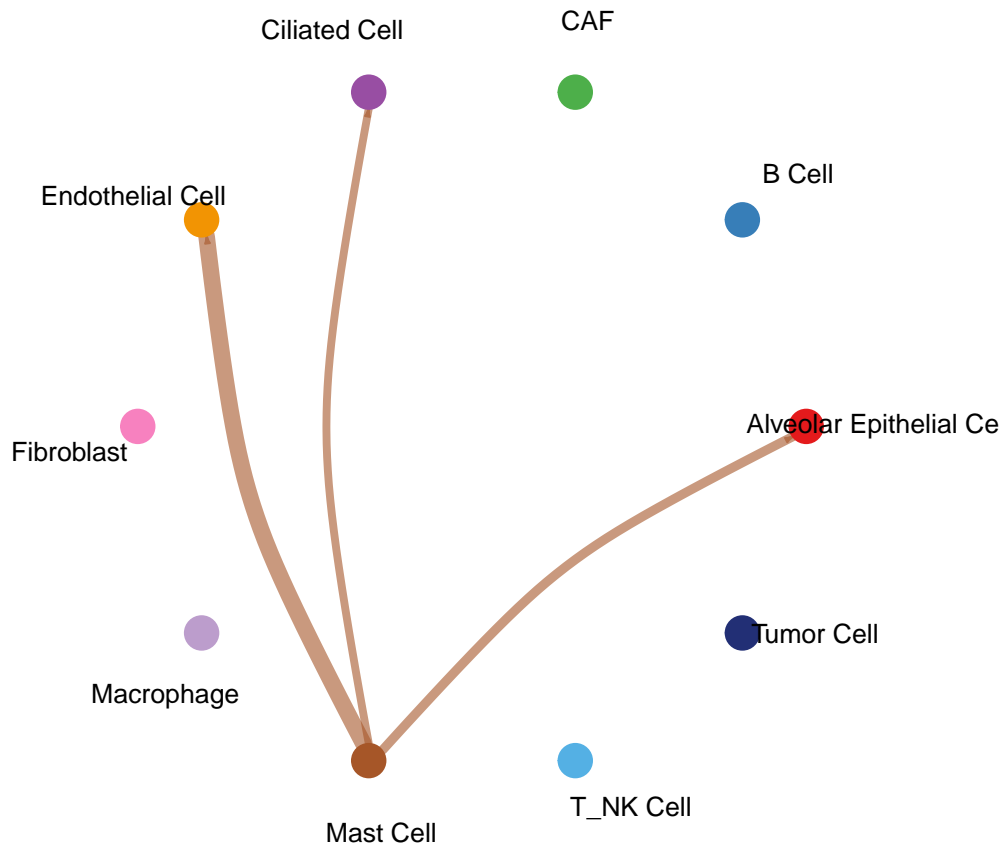 CAF
Ciliated Cell
B Cell
Endothelial Cell
Alveolar Epithelial Ce
Fibroblast
Tumor Cell
Macrophage
T_NK Cell
Mast Cell